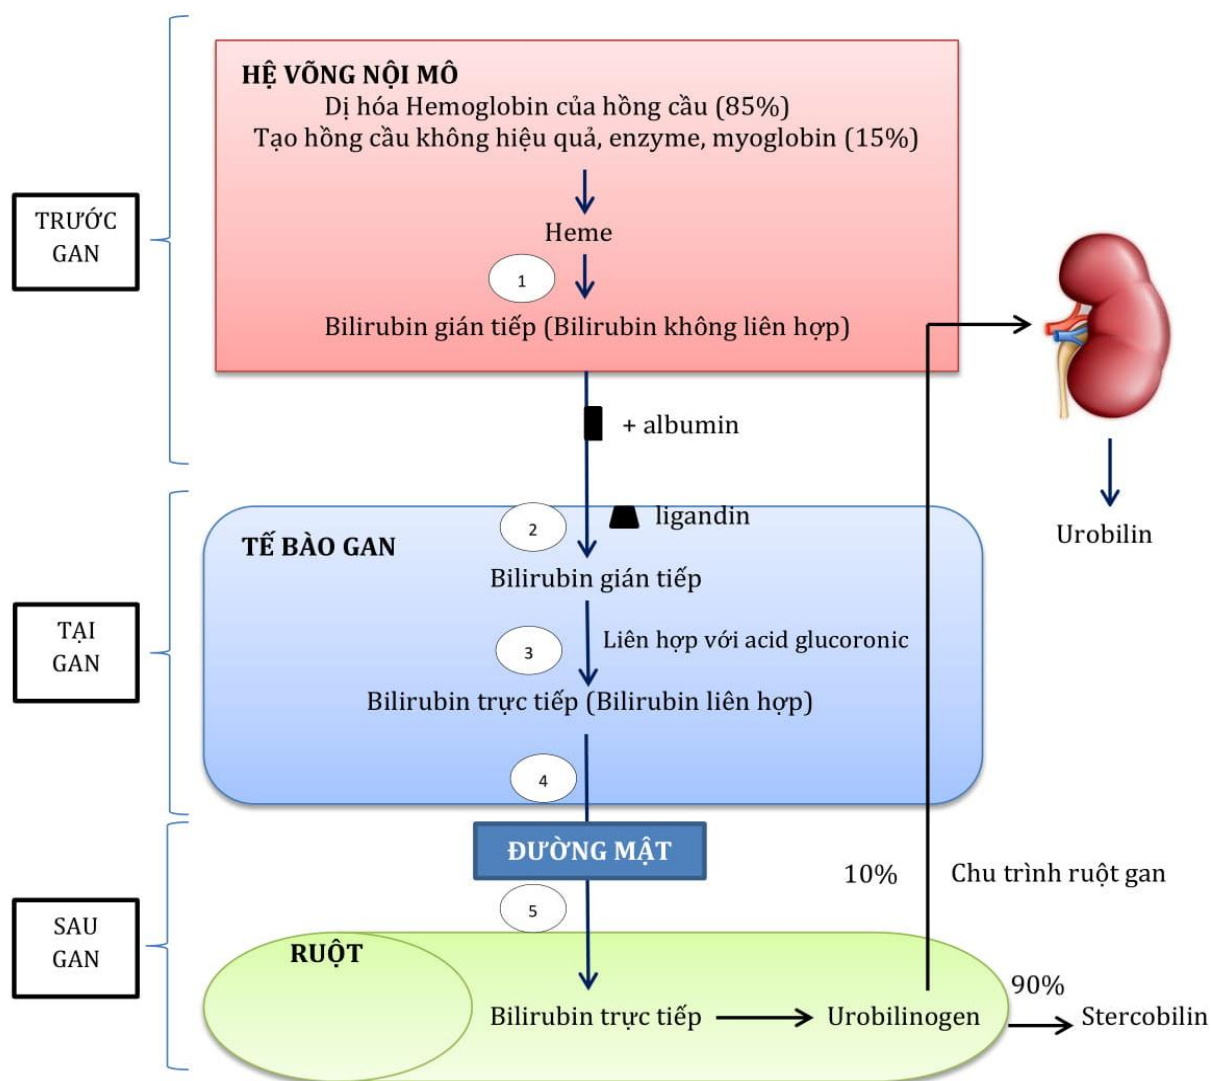 HỆ VÕNG NỘI MÔ
Dị hóa Hemoglobin của hồng cầu (85%)
Tạo hồng cầu không hiệu quả, enzyme, myoglobin (15%)
TRƯỚC
GAN
Heme
1
Bilirubin gián tiếp (Bilirubin không liên hợp)
+ albumin
2
ligandin
TẾ BÀO GAN
Urobilin
Bilirubin gián tiếp
TẠI
GAN
3
Liên hợp với acid glucoronic
Bilirubin trực tiếp (Bilirubin liên hợp)
4
ĐƯỜNG MẬT
10%
Chu trình ruột gan
5
SAU
GAN
RUỘT
90%
Bilirubin trực tiếp
Urobilinogen
Stercobilin